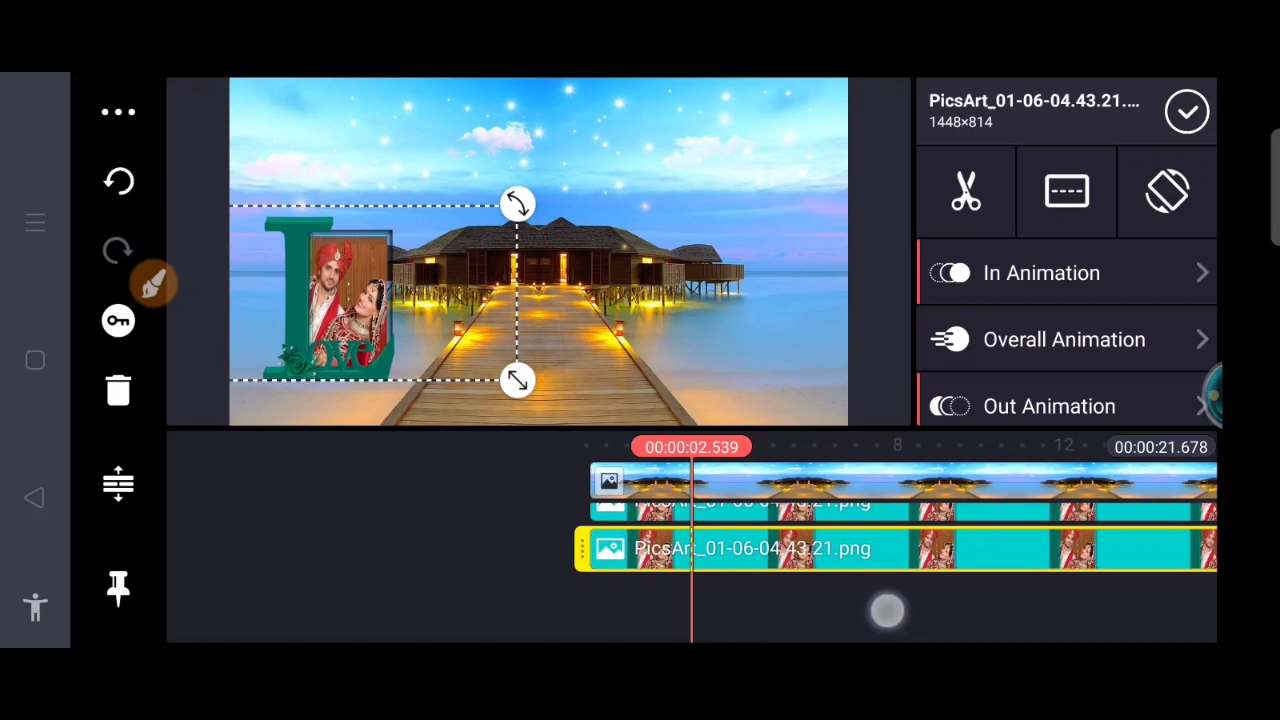 PicsArt_01-06-04.43.21....
1448×814
In Animation
Overall Animation
Out Animation
00:00:02.539
8
12
00:00:21.678
PicsArt_01-06-04.43.21.png
PicsArt_01-06-04.43.21.png